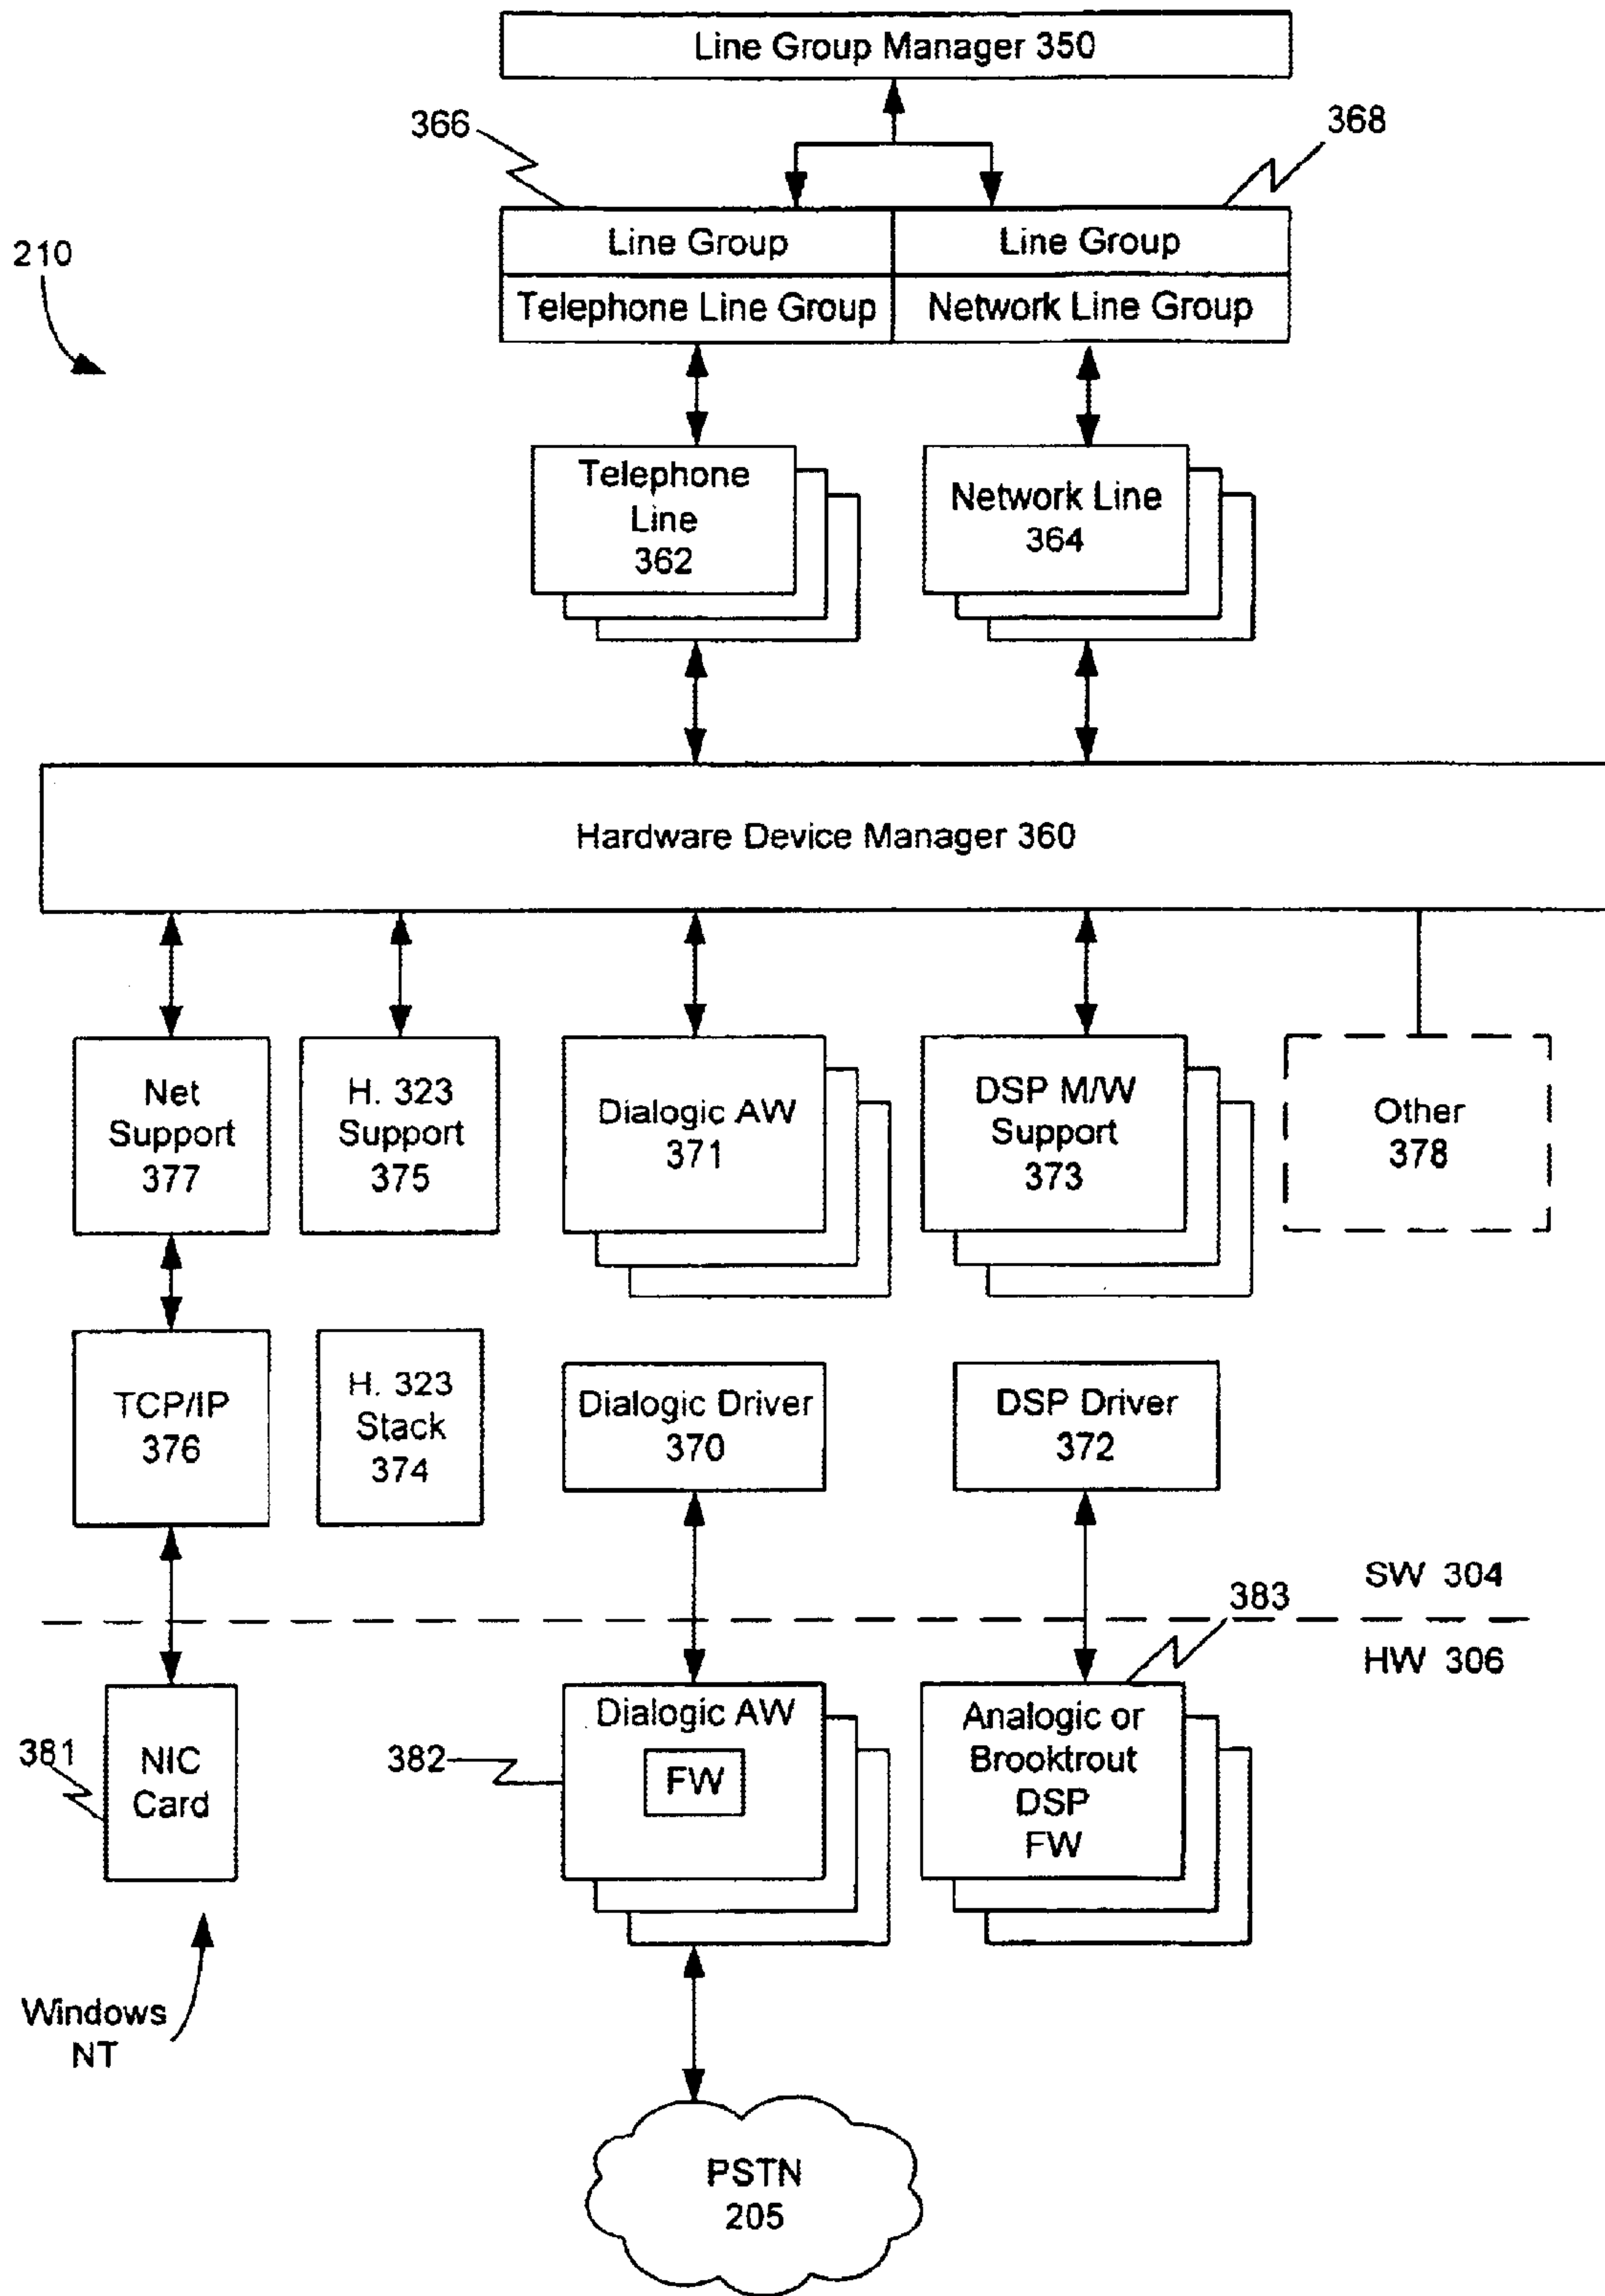 Line Group Manager 350
366
368
210
Line Group
Line Group
Telephone Line Group
Network Line Group
Telephone
Line
362
Network Line
364
Hardware Device Manager 360
Net
Support
377
H. 323
Support
375
Dialogic AW
371
DSP M/W
Support
373
Other
378
TCP/IP
376
H. 323
Stack
374
Dialogic Driver
370
DSP Driver
372
SW 304
383
HW 306
381
NIC
Card
382
Dialogic AW
FW
Analogic or
Brooktrout
DSP
FW
Windows
NT
PSTN
205